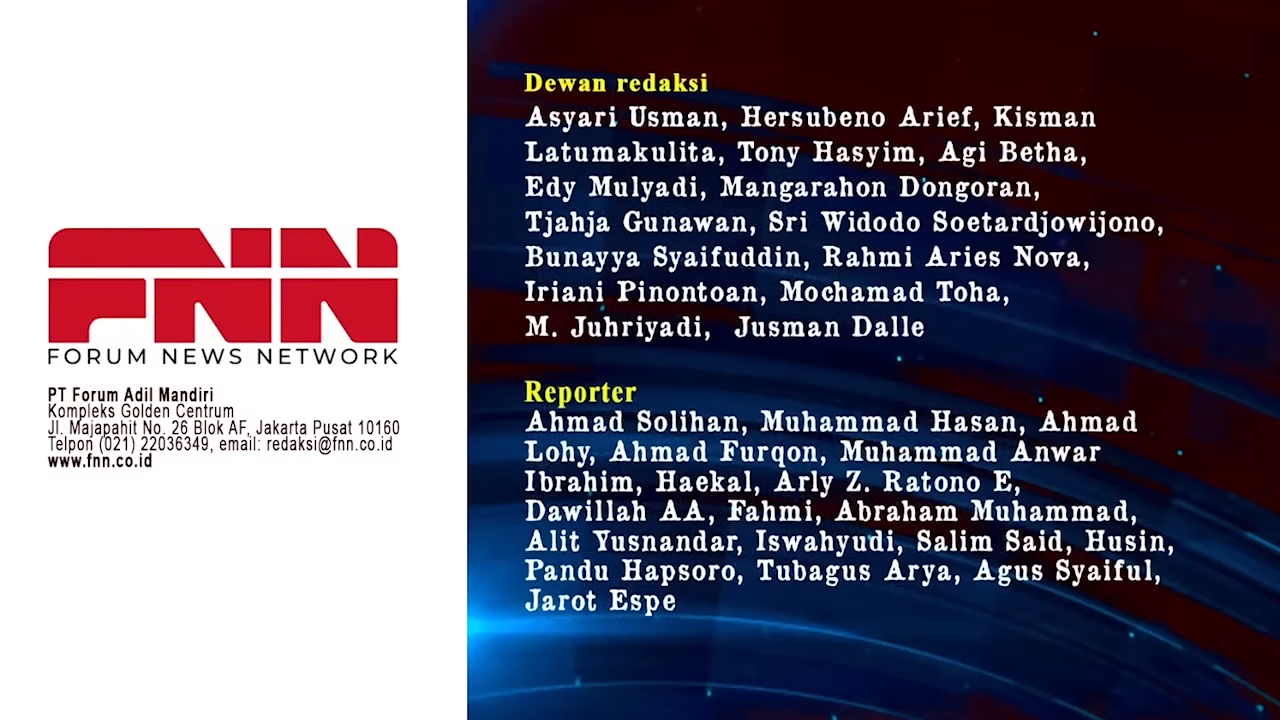 FNN
FORUM NEWS NETWORK
PT Forum Adil Mandiri
Kompleks Golden Centrum
Jl. Majapahit No. 26 Blok AF, Jakarta Pusat 10160
Telpon (021) 22036349, email: redaksi@fnn.co.id
www.fnn.co.id
Dewan redaksi
Asyari Usman, Hersubeno Arief, Kisman
Latumakulita, Tony Hasyim, Agi Betha,
Edy Mulyadi, Mangarahon Dongoran,
Tjahja Gunawan, Sri Widodo Soetardjowijono,
Bunayya Syaifuddin, Rahmi Aries Nova,
Iriani Pinontoan, Mochamad Toha,
M. Juhriyadi, Jusman Dalle
Reporter
Ahmad Solihan, Muhammad Hasan, Ahmad
Lohy, Ahmad Furqon, Muhammad Anwar
Ibrahim, Haekal, Arly Z. Ratono E,
Dawillah AA, Fahmi, Abraham Muhammad,
Alit Yusnandar, Iswahyudi, Salim Said, Husin,
Pandu Hapsoro, Tubagus Arya, Agus Syaiful,
Jarot Espe